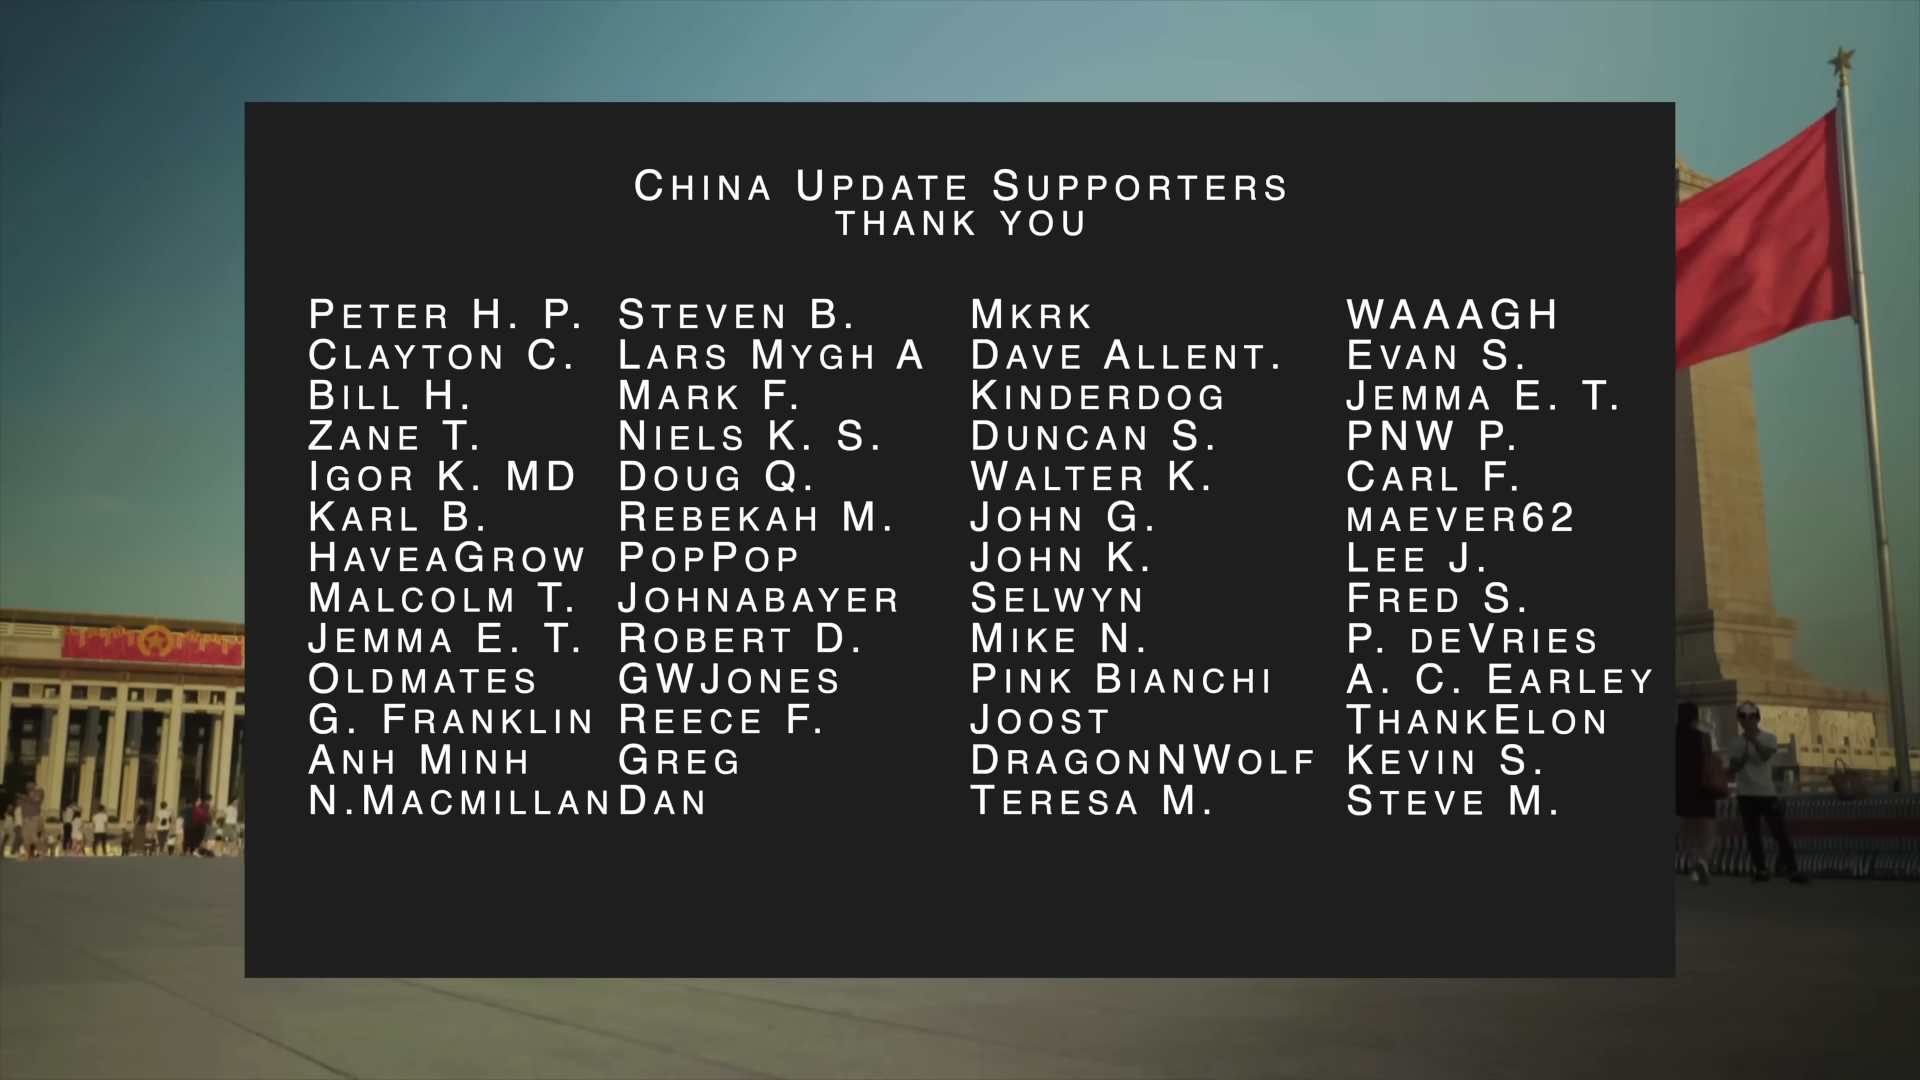 China Update Supporters
thank you
Peter H. P. Steven B. Mkrk WAAAGH
Clayton C. Lars Mygh A Dave Allent. Evan S.
Bill H. Mark F. Kinderdog Jemma E. T.
Zane T. Niels K. S. Duncan S. PNW P.
Igor K. MD Doug Q. Walter K. Carl F.
Karl B. Rebekah M. John G. maever62
HaveaGrow PopPop John K. Lee J.
Malcolm T. Johnabayer Selwyn Fred S.
Jemma E. T. Robert D. Mike N. P. deVries
Oldmates GWJones Pink Bianchi A. C. Earley
G. Franklin Reece F. Joost ThankElon
Anh Minh Greg DragonNWolf Kevin S.
N.Macmillan Dan Teresa M. Steve M.